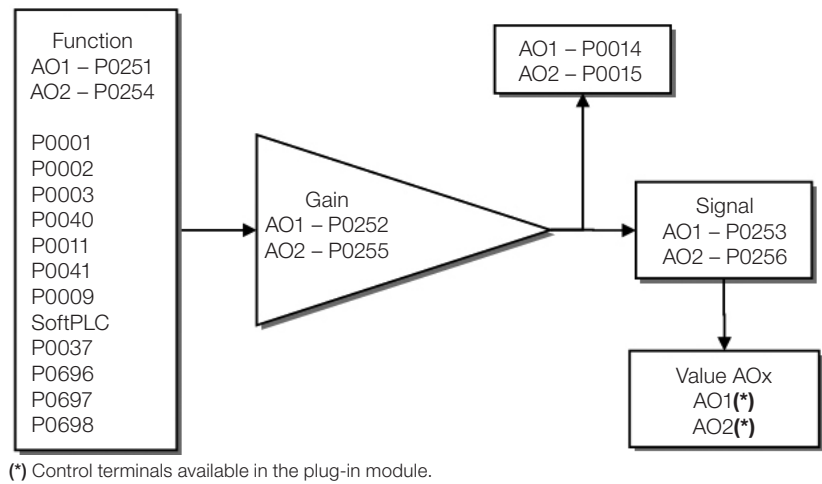 Function
AO1 – P0251
AO2 – P0254
P0001
P0002
P0003
P0040
P0011
P0041
P0009
SoftPLC
P0037
P0696
P0697
P0698
Gain
AO1 – P0252
AO2 – P0255
AO1 – P0014
AO2 – P0015
Signal
AO1 – P0253
AO2 – P0256
Value AOx
AO1(*)
AO2(*)
(*) Control terminals available in the plug-in module.